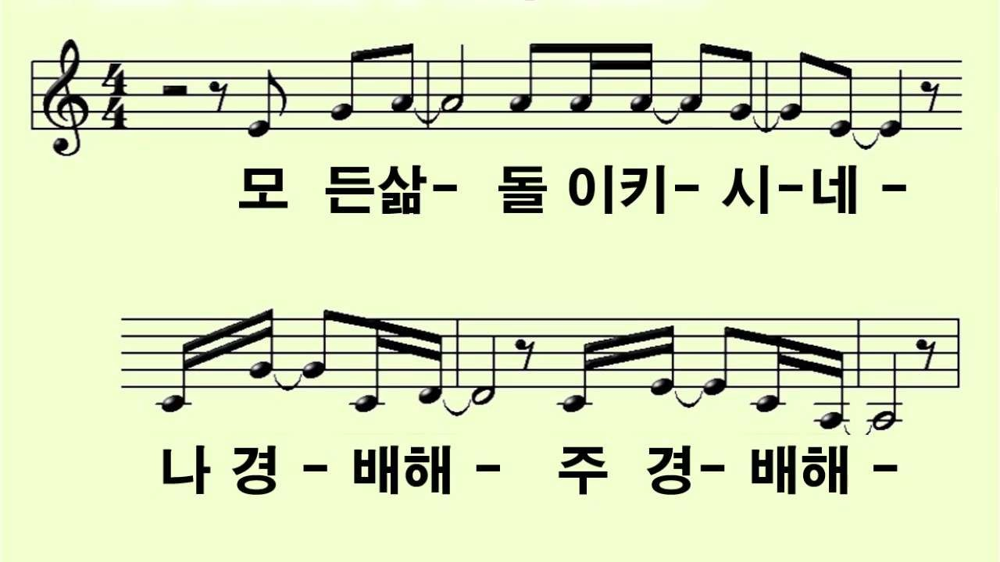 모 든삶- 돌 이키- 시-네 -
나 경 - 배해 - 주 경- 배해 -